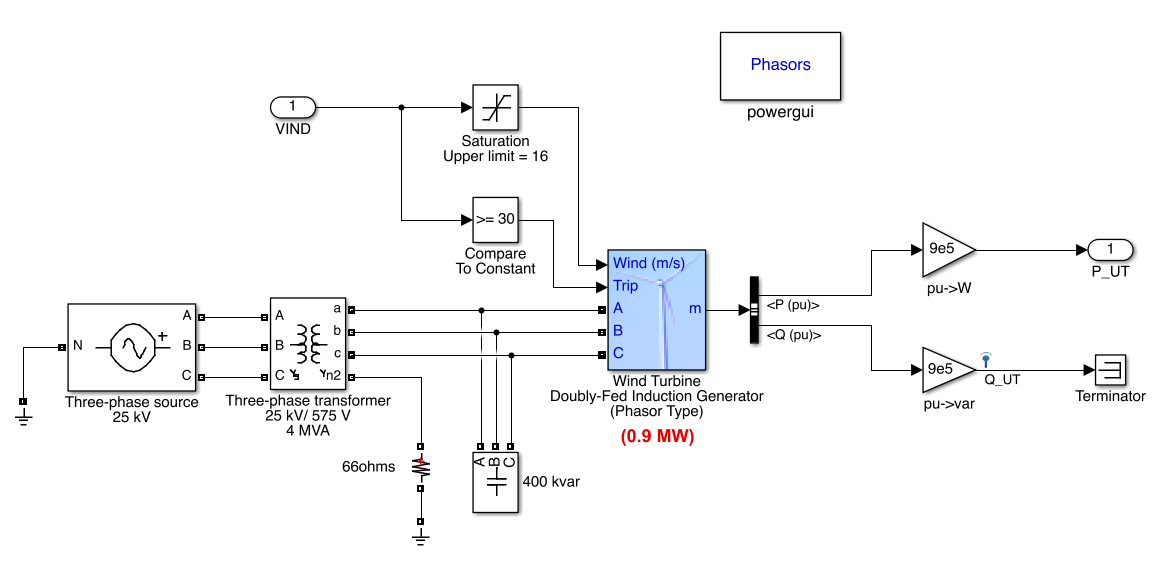 Phasors
powergui
1
VIND
Saturation
Upper limit = 16
>= 30
Compare
To Constant
Wind (m/s)
Trip
A
B
C
m
Wind Turbine
Doubly-Fed Induction Generator
(Phasor Type)
(0.9 MW)
<P (pu)>
<Q (pu)>
9e5
pu->W
1
P_UT
9e5
pu->var
Q_UT
Terminator
N
A
B
C
+
Three-phase source
25 kV
A
B
C
a
b
c
n2
Three-phase transformer
25 kV/ 575 V
4 MVA
66ohms
A
B
C
400 kvar